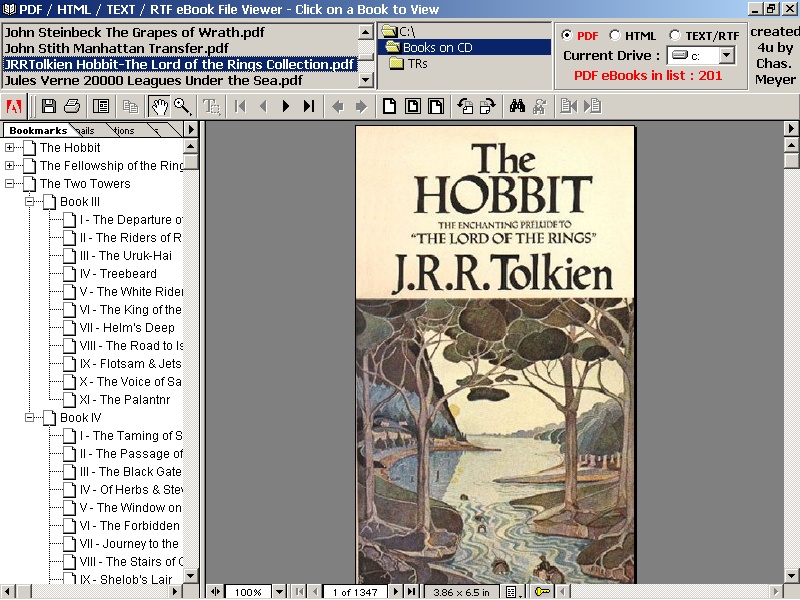 PDF / HTML / TEXT / RTF eBook File Viewer - Click on a Book to View
John Steinbeck The Grapes of Wrath.pdf
John Stith Manhattan Transfer.pdf
JRRTolkien Hobbit-The Lord of the Rings Collection.pdf
Jules Verne 20000 Leagues Under the Sea.pdf
C:\
Books on CD
TRs
PDF HTML TEXT/RTF
Current Drive : c:
PDF eBooks in list : 201
created
4u by
Chas.
Meyer
Bookmarks ails tions
The Hobbit
The Fellowship of the Ring
The Two Towers
Book III
I - The Departure of
II - The Riders of R
III - The Uruk-Hai
IV - Treebeard
V - The White Rider
VI - The King of the
VII - Helm's Deep
VIII - The Road to Is
IX - Flotsam & Jets
X - The Voice of Sa
XI - The Palantnr
Book IV
I - The Taming of S
II - The Passage of
III - The Black Gate
IV - Of Herbs & Stew
V - The Window on
VI - The Forbidden
VII - Journey to the
VIII - The Stairs of C
IX - Shelob's Lair
The
HOBBIT
THE ENCHANTING PRELUDE TO
"THE LORD OF THE RINGS"
J.R.R. Tolkien
100%
1 of 1347
3.86 x 6.5 in